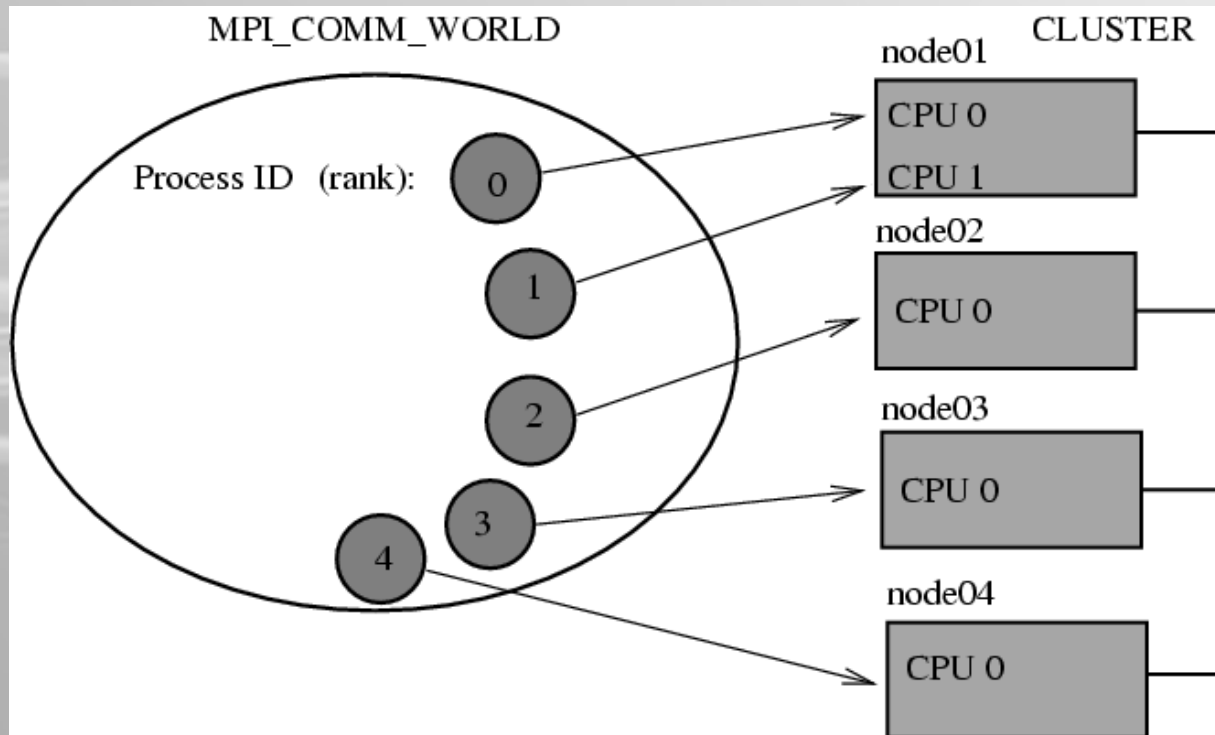 MPI_COMM_WORLD
CLUSTER
node01
CPU 0
CPU 1
Process ID (rank):
0
1
2
3
4
node02
CPU 0
node03
CPU 0
node04
CPU 0